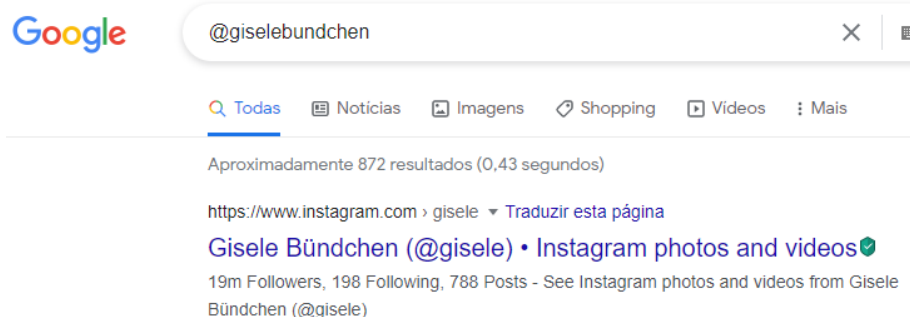 Google
@giselebundchen
Todas Notícias Imagens Shopping Vídeos Mais
Aproximadamente 872 resultados (0,43 segundos)
https://www.instagram.com › gisele ▾ Traduzir esta página
Gisele Bündchen (@gisele) • Instagram photos and videos
19m Followers, 198 Following, 788 Posts - See Instagram photos and videos from Gisele
Bündchen (@gisele)